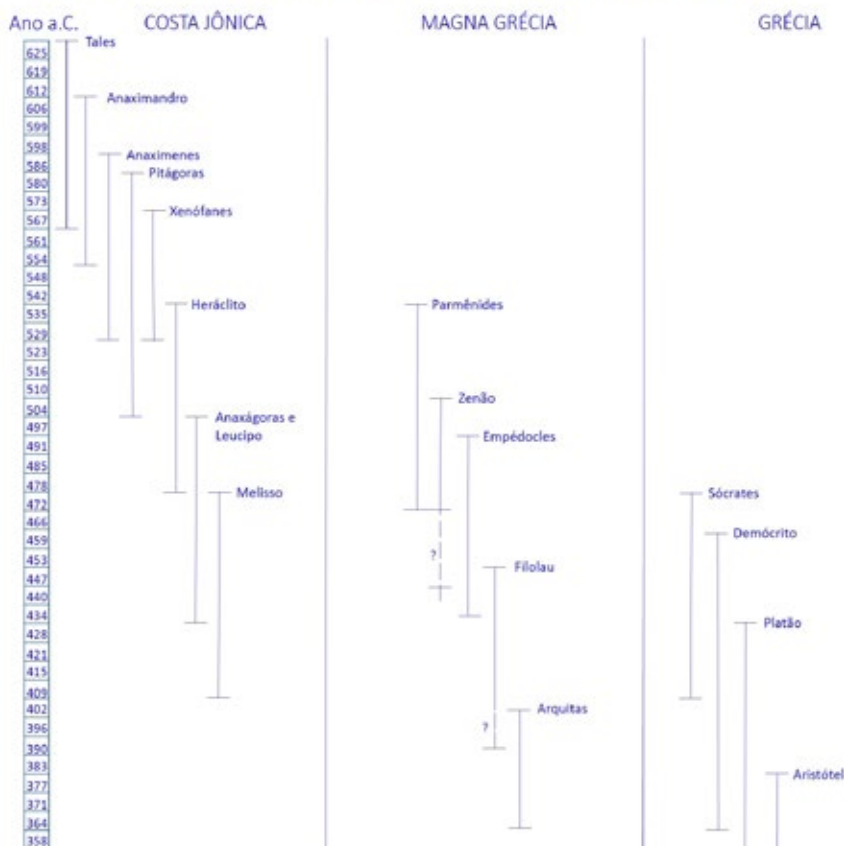 Ano a.C.
COSTA JÔNICA
MAGNA GRÉCIA
GRÉCIA
625
619
612
606
599
598
586
580
573
567
561
554
548
542
535
529
523
516
510
504
497
491
485
478
472
466
459
453
447
440
434
428
421
415
409
402
396
390
383
377
371
364
358
Tales
Anaximandro
Anaximenes
Pitágoras
Xenófanes
Heráclito
Anaxágoras e
Leucipo
Melisso
Parmênides
Zenão
Empédocles
?
Filolau
Arquitas
?
Sócrates
Demócrito
Platão
Aristótel